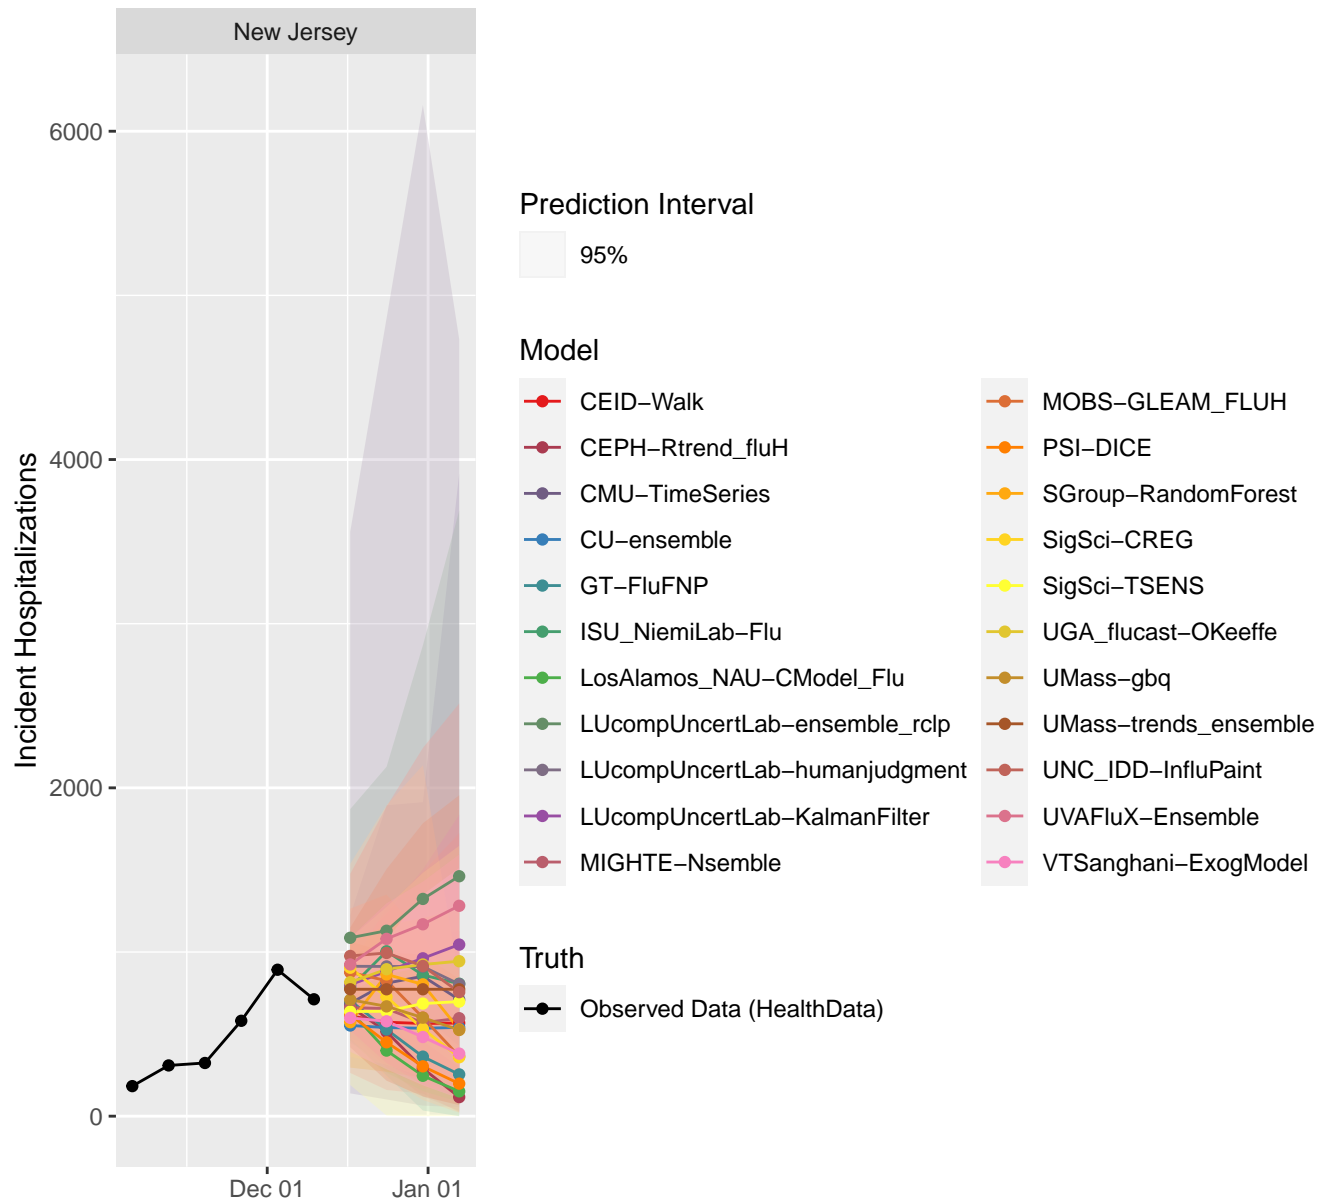 New Jersey
6000
4000
2000
0
Incident Hospitalizations
Dec 01
Jan 01
Prediction Interval
95%
Model
CEID−Walk
CEPH−Rtrend_fluH
CMU−TimeSeries
CU−ensemble
GT−FluFNP
ISU_NiemiLab−Flu
LosAlamos_NAU−CModel_Flu
LUcompUncertLab−ensemble_rclp
LUcompUncertLab−humanjudgment
LUcompUncertLab−KalmanFilter
MIGHTE−Nsemble
MOBS−GLEAM_FLUH
PSI−DICE
SGroup−RandomForest
SigSci−CREG
SigSci−TSENS
UGA_flucast−OKeeffe
UMass−gbq
UMass−trends_ensemble
UNC_IDD−InfluPaint
UVAFluX−Ensemble
VTSanghani−ExogModel
Truth
Observed Data (HealthData)